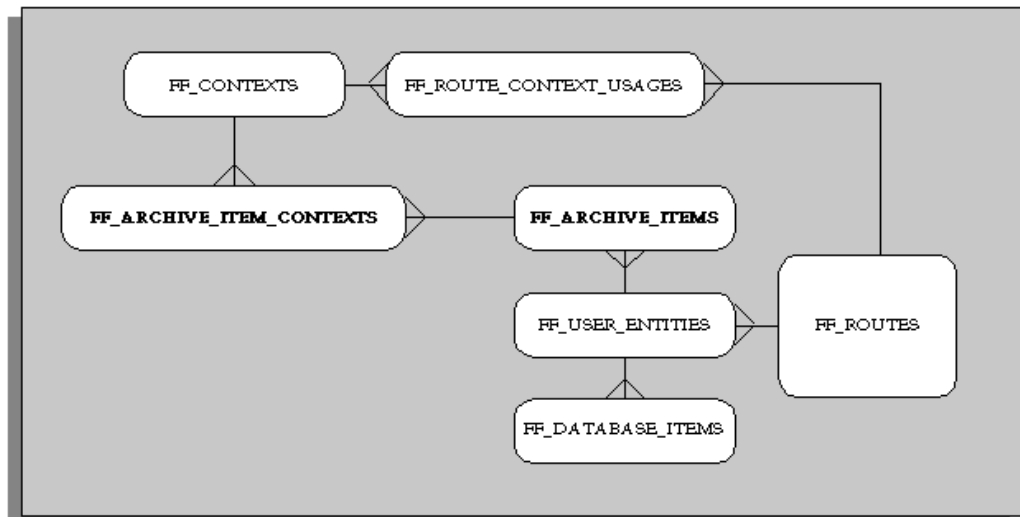 FF_CONTEXTS
FF_ROUTE_CONTEXT_USAGES
FF_ARCHIVE_ITEM_CONTEXTS
FF_ARCHIVE_ITEMS
FF_USER_ENTITIES
FF_ROUTES
FF_DATABASE_ITEMS